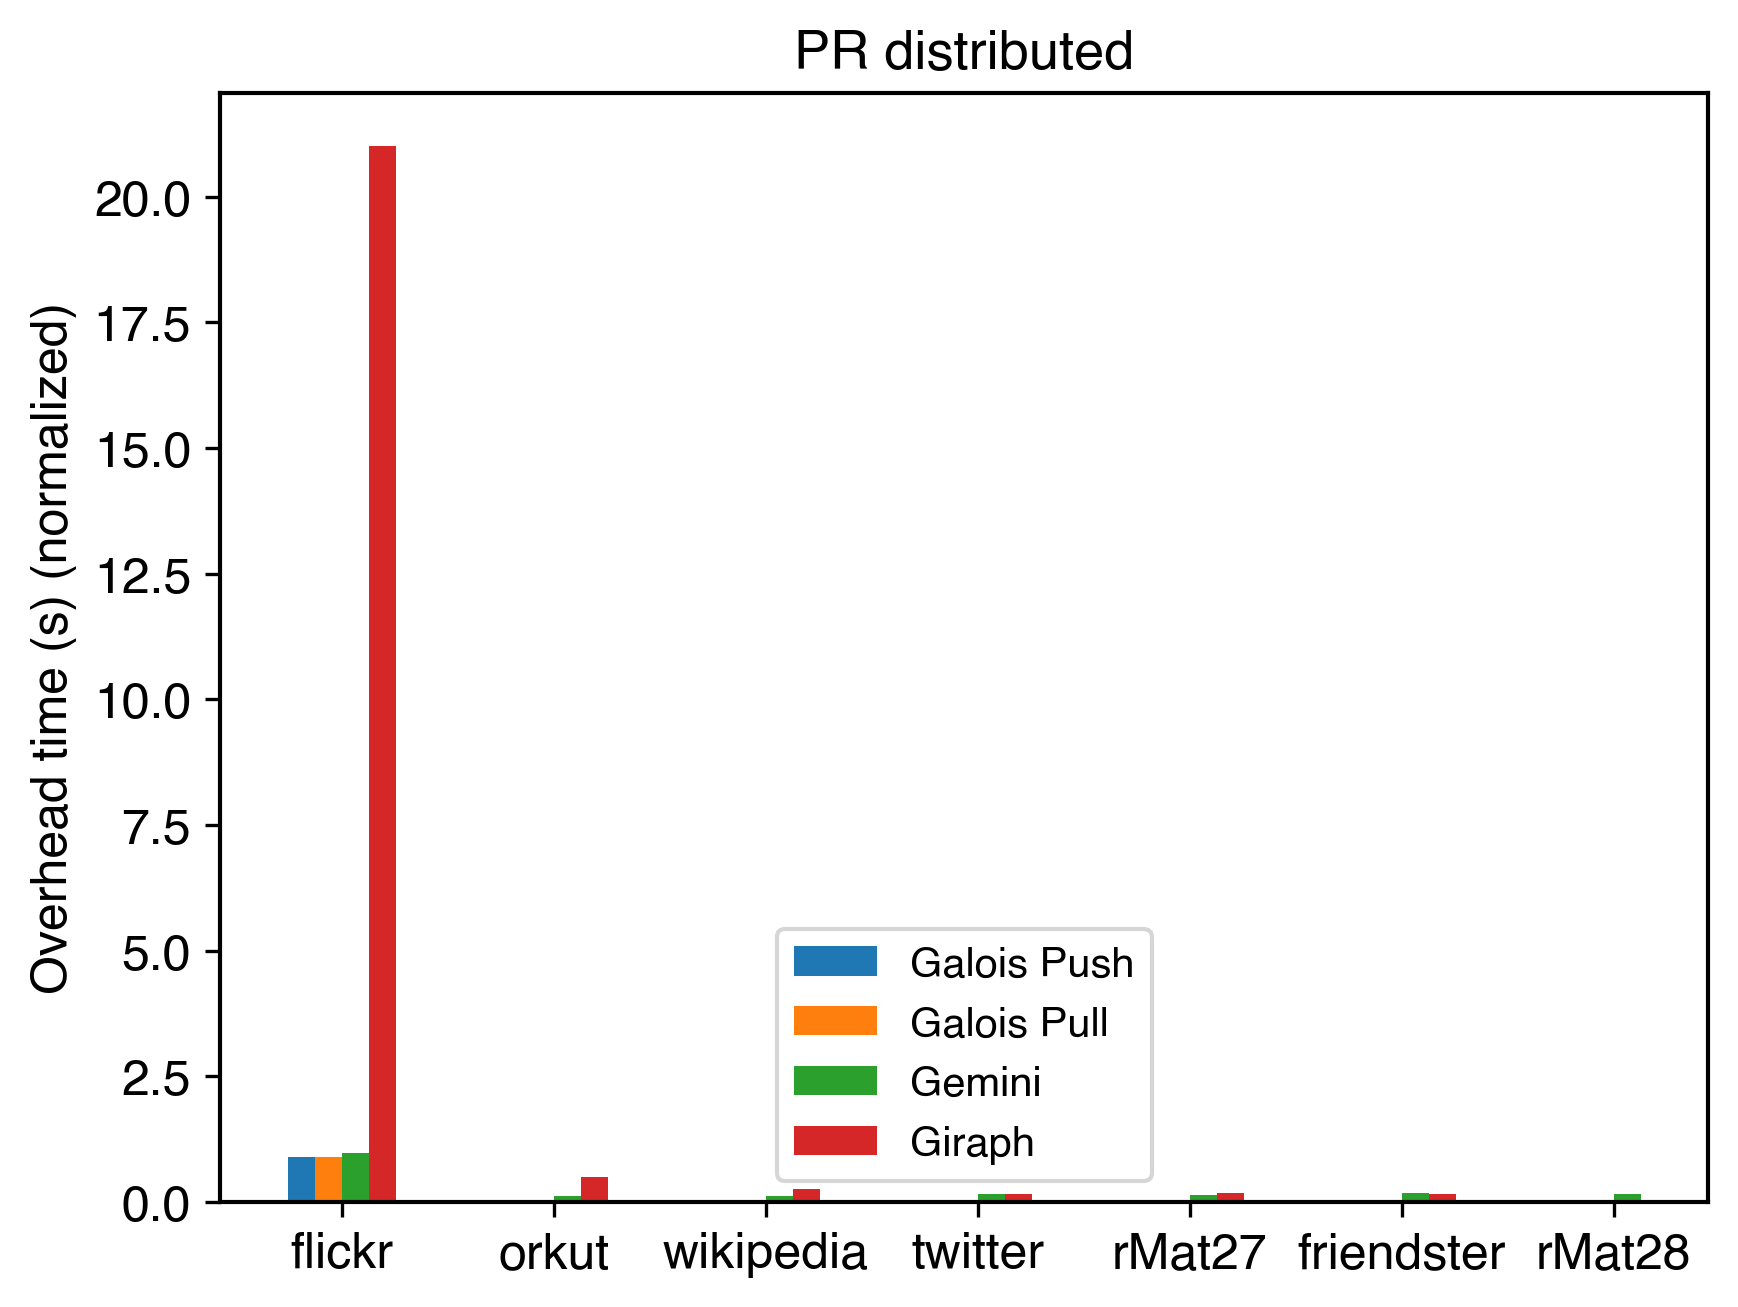 PR distributed
Overhead time (s) (normalized)
20.0
17.5
15.0
12.5
10.0
7.5
5.0
2.5
0.0
Galois Push
Galois Pull
Gemini
Giraph
flickr orkut wikipedia twitter rMat27 friendster rMat28